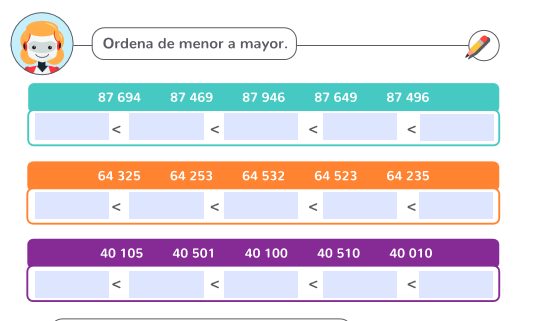 Ordena de menor a mayor.
87 694 87 469 87 946 87 649 87 496
< < < <
64 325 64 253 64 532 64 523 64 235
< < < <
40 105 40 501 40 100 40 510 40 010
< < < <